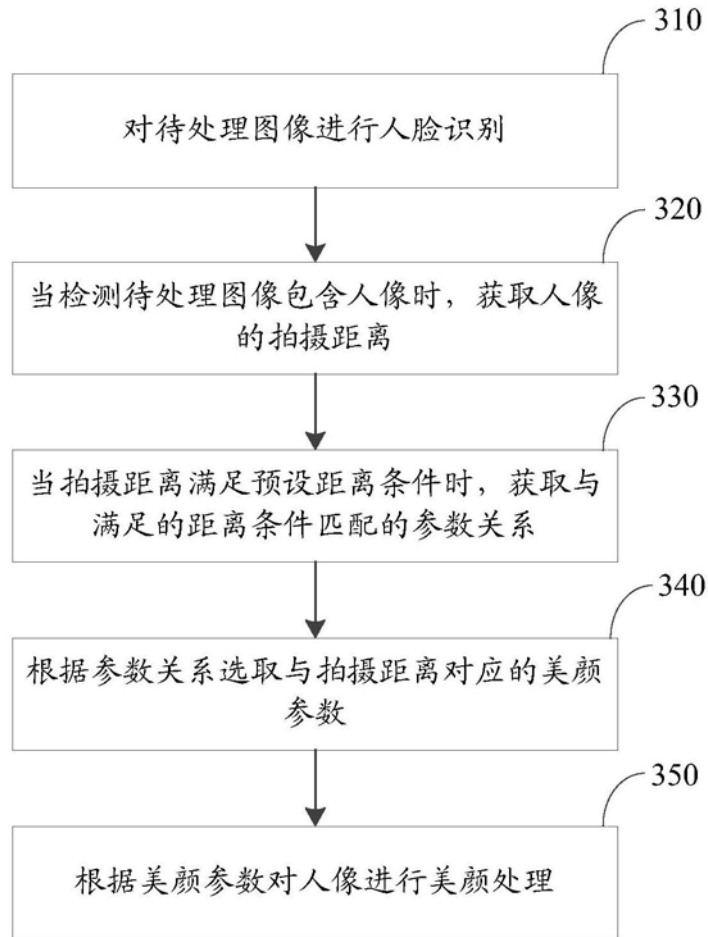 310
对待处理图像进行人脸识别
320
当检测待处理图像包含人像时，获取人像
的拍摄距离
330
当拍摄距离满足预设距离条件时，获取与
满足的距离条件匹配的参数关系
340
根据参数关系选取与拍摄距离对应的美颜
参数
350
根据美颜参数对人像进行美颜处理